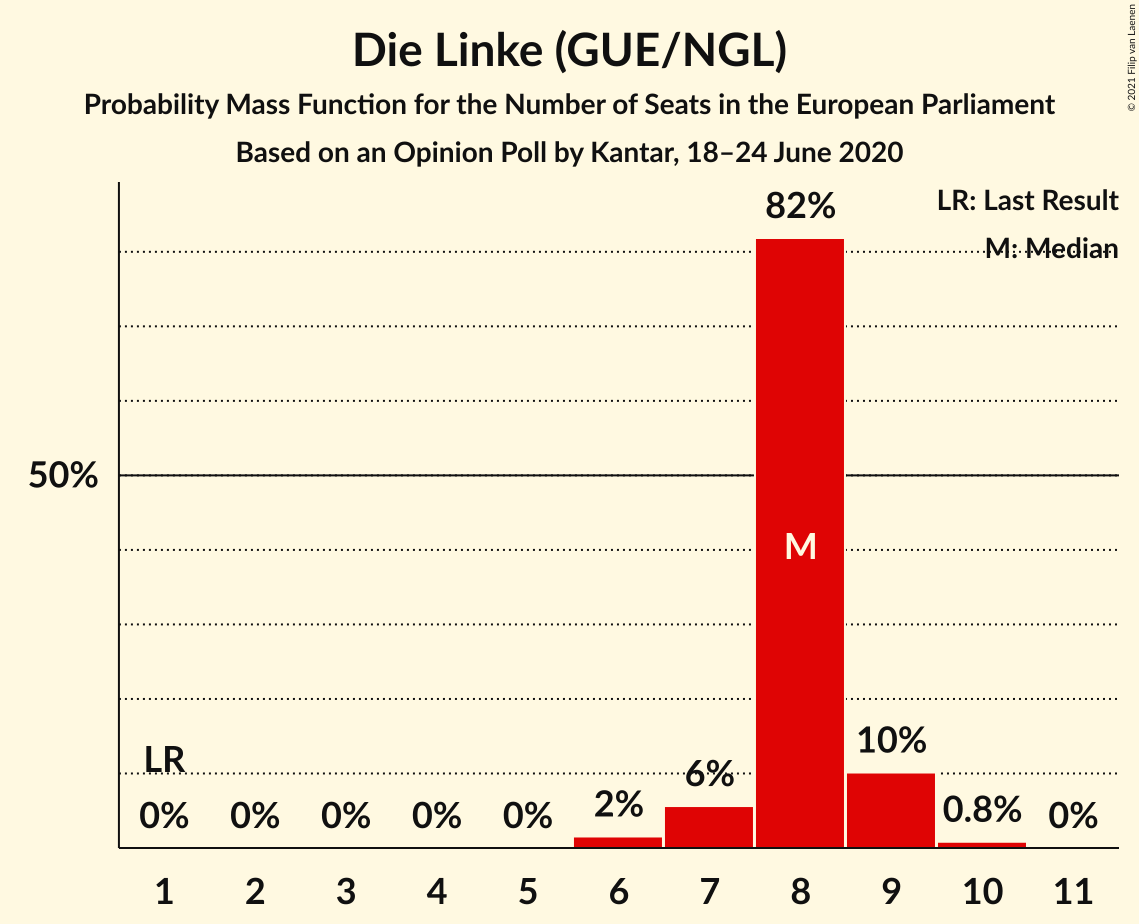 Die Linke (GUE/NGL)
Probability Mass Function for the Number of Seats in the European Parliament
Based on an Opinion Poll by Kantar, 18–24 June 2020
© 2021 Filip van Laenen
LR: Last Result
M: Median
82%
50%
M
LR
0%
0%
0%
0%
0%
2%
6%
10%
0.8%
0%
1 2 3 4 5 6 7 8 9 10 11